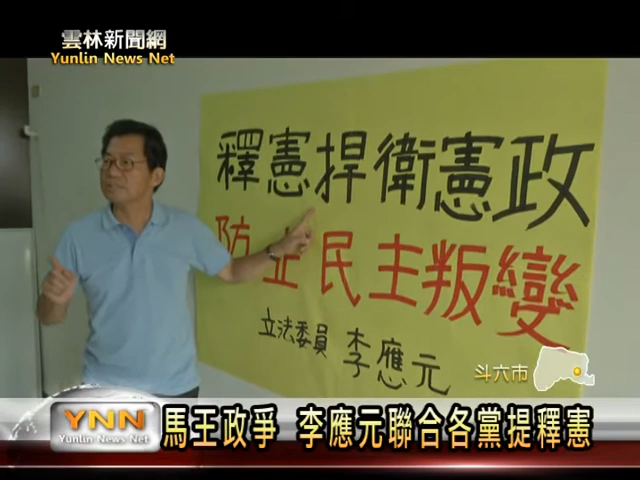 雲林新聞網
Yunlin News Net
釋憲捍衛憲政
防止民主叛變
立法委員 李應元
斗六市
YNN
Yunlin News Net
馬王政爭 李應元聯合各黨提釋憲